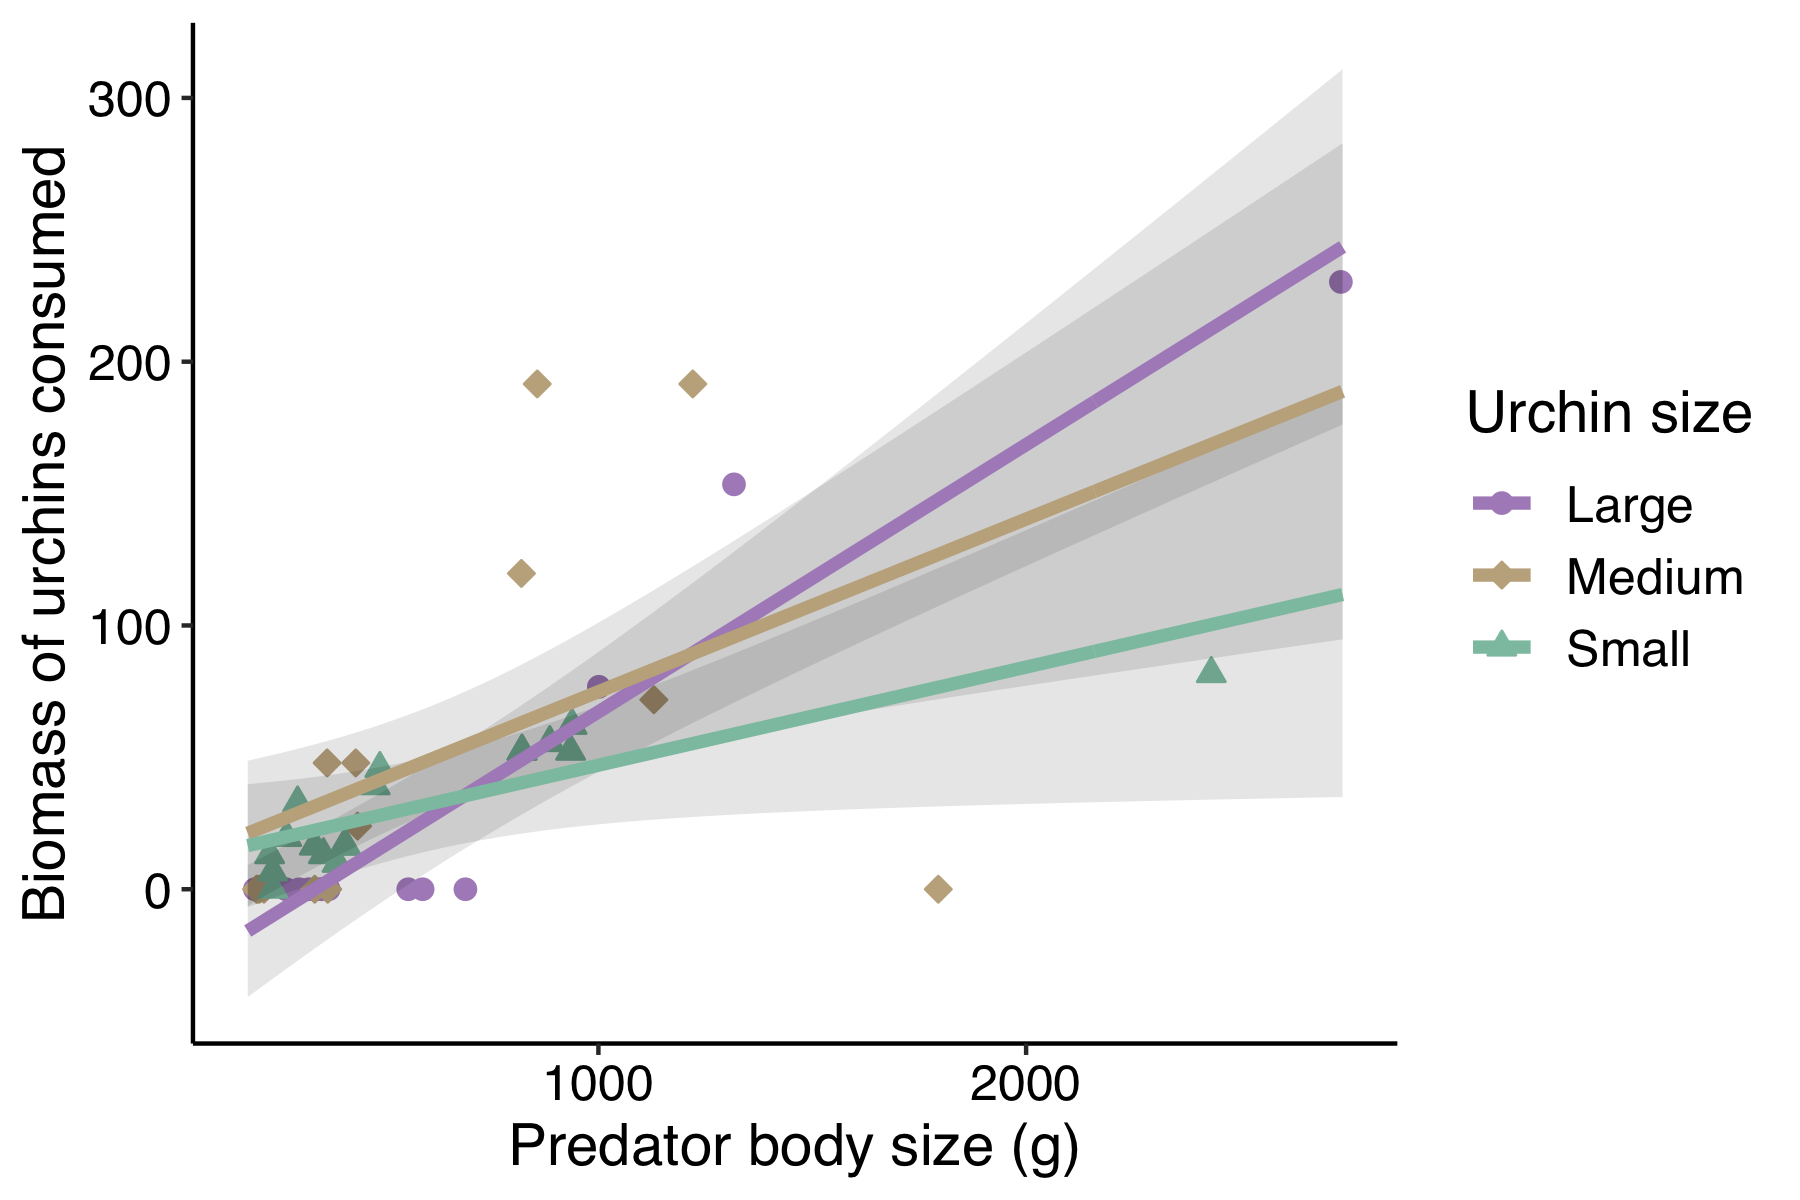 300
200
100
0
Biomass of urchins consumed
1000
2000
Predator body size (g)
Urchin size
Large
Medium
Small